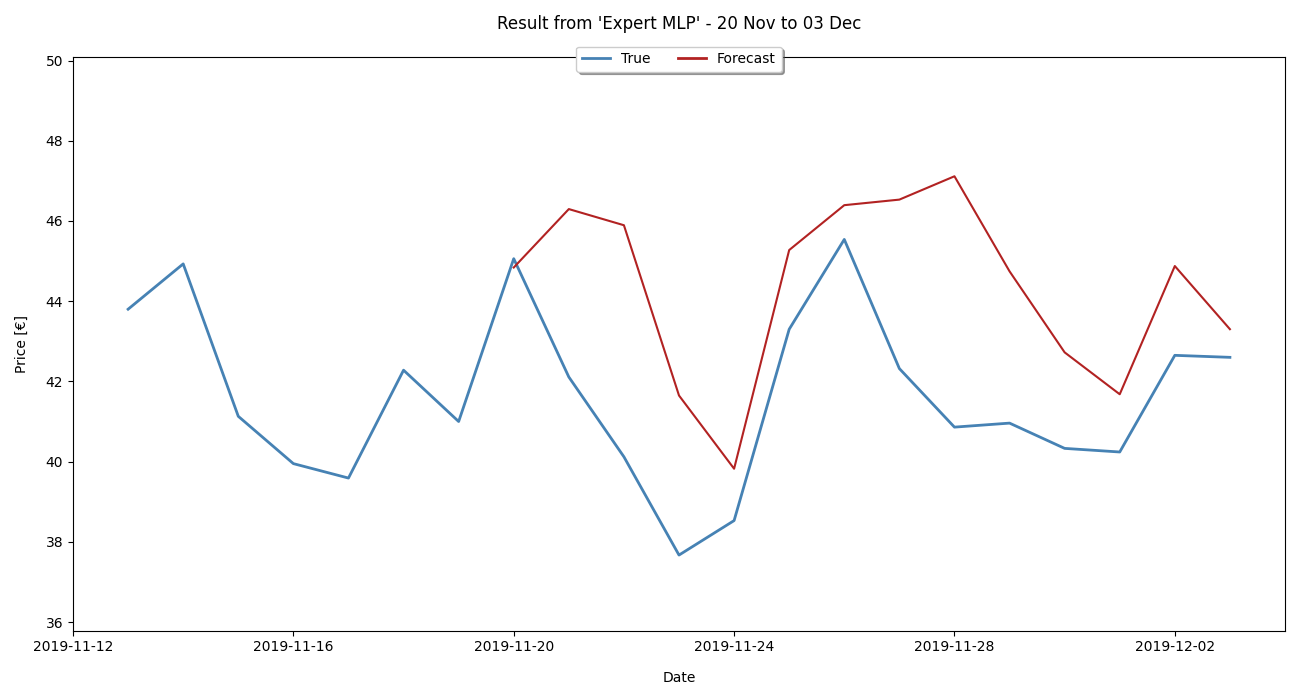 Result from 'Expert MLP' - 20 Nov to 03 Dec
True Forecast
50
48
46
44
42
40
38
36
Price [€]
2019-11-12 2019-11-16 2019-11-20 2019-11-24 2019-11-28 2019-12-02
Date